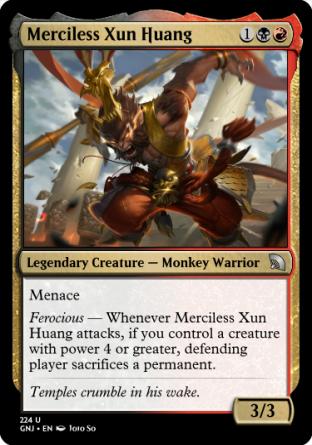 Merciless Xun Huang 1
Legendary Creature — Monkey Warrior
Menace
Ferocious — Whenever Merciless Xun
Huang attacks, if you control a creature
with power 4 or greater, defending
player sacrifices a permanent.
Temples crumble in his wake.
3/3
224 U
GNJ • EN Toto So